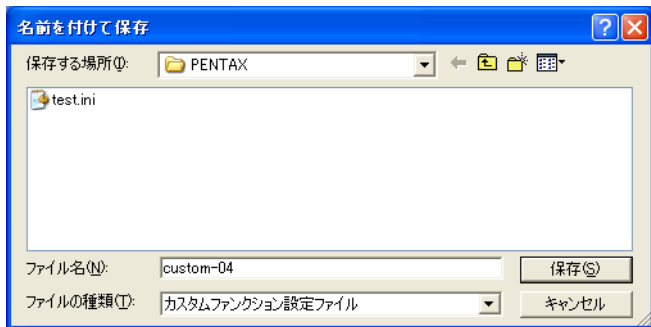 名前を付けて保存
保存する場所(I): PENTAX
test.ini
ファイル名(N): custom-04 保存(S)
ファイルの種類(T): カスタムファンクション設定ファイル キャンセル